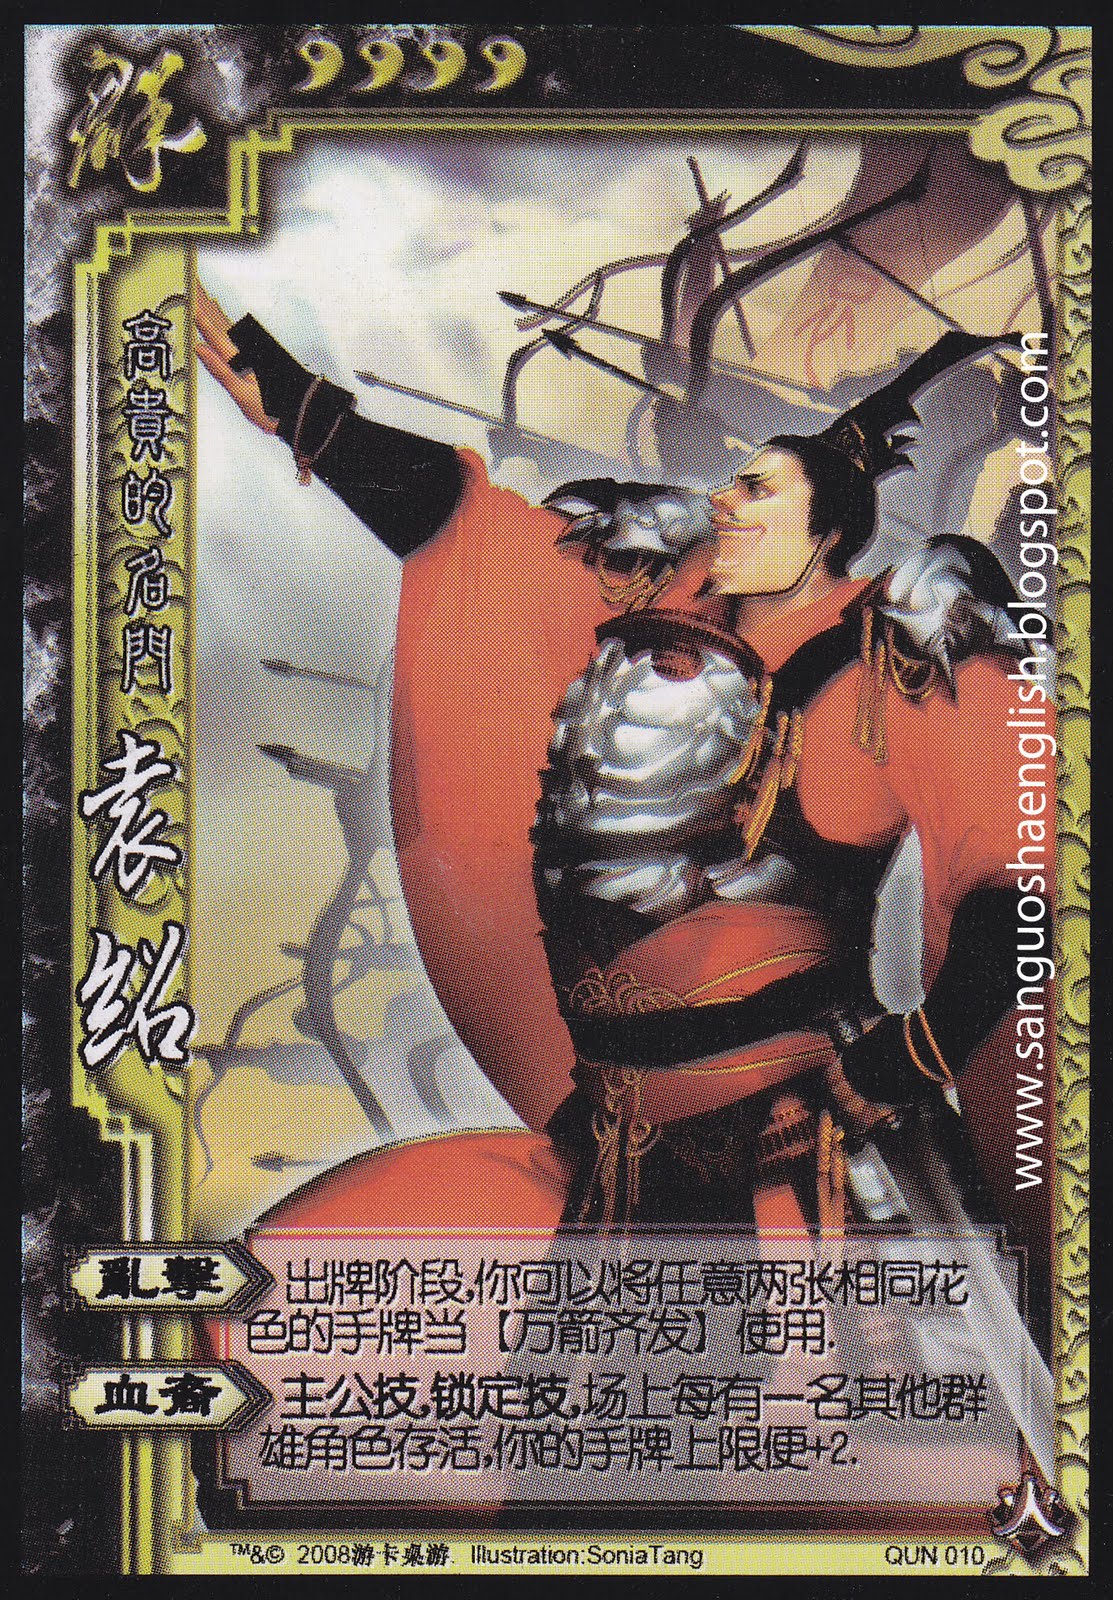 群
高貴的名門
袁紹
亂擊
出牌阶段,你可以将任意两张相同花
色的手牌当【万箭齐发】使用.
血裔
主公技,锁定技,场上每有一名其他群
雄角色存活,你的手牌上限便+2.
火
™&© 2008游卡桌游. Illustration:SoniaTang
QUN 010
www.sanguoshaenglish.blogspot.com